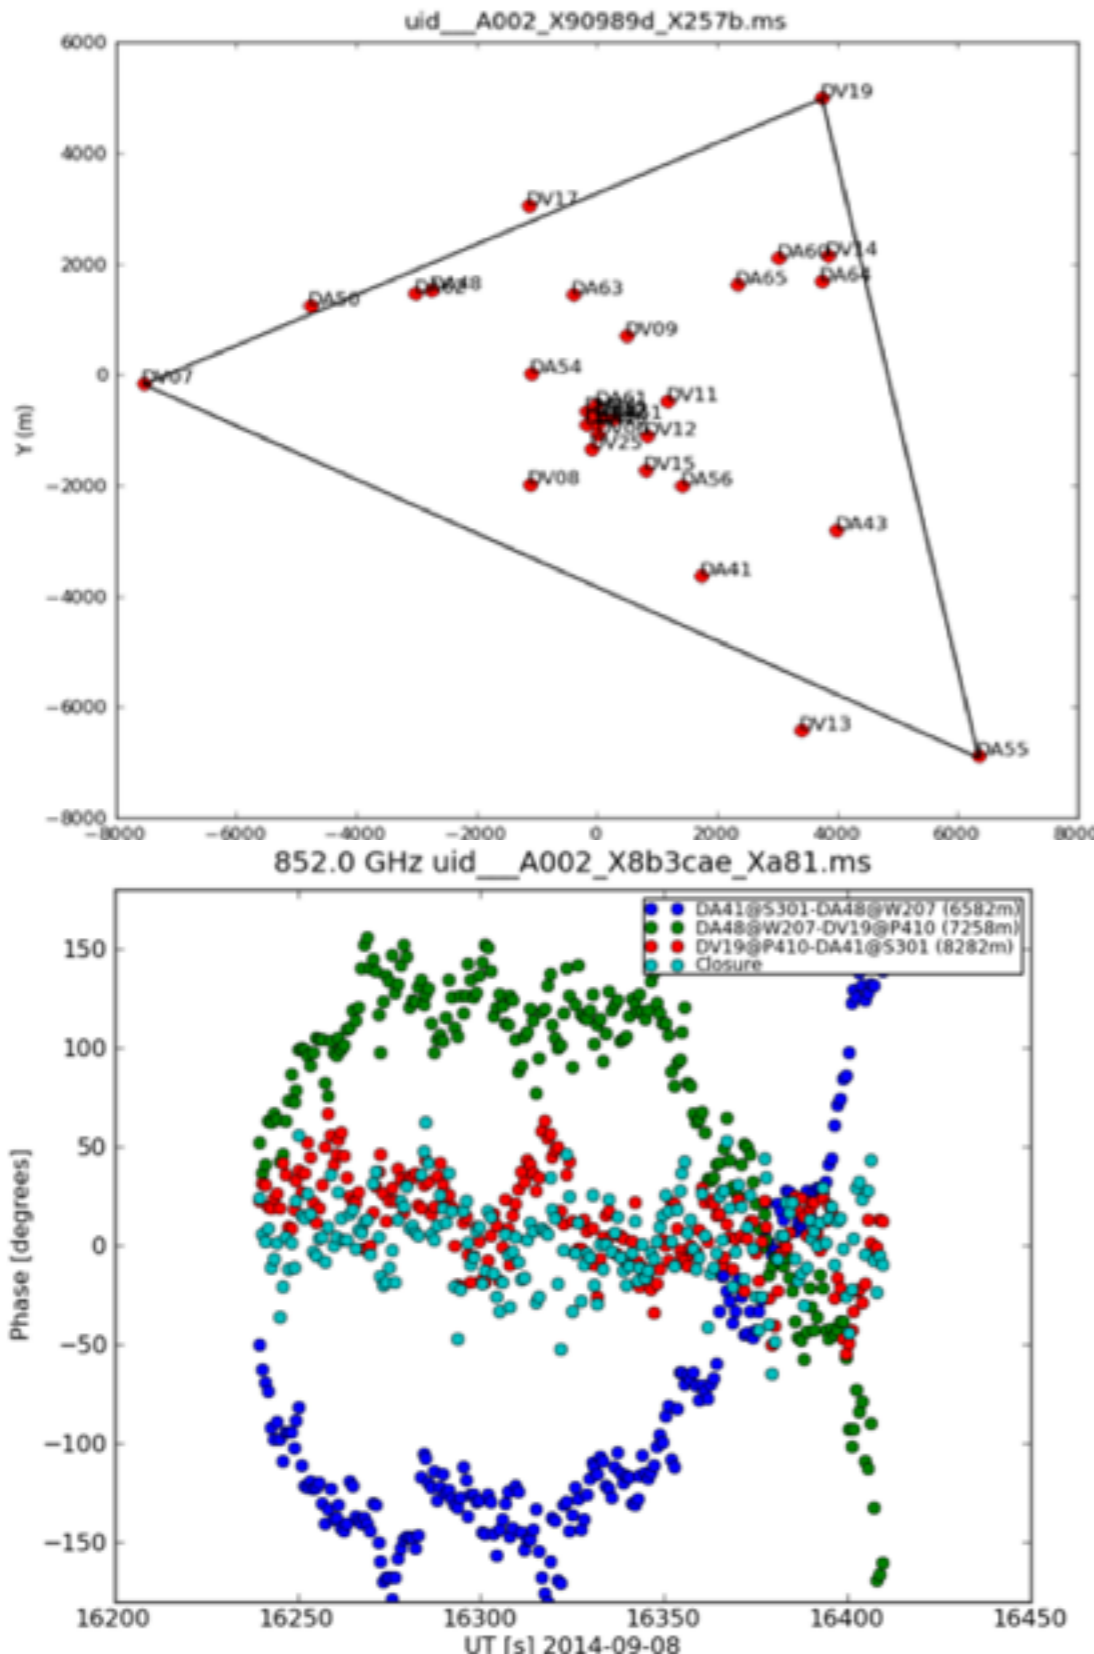 uid___A002_X90989d_X257b.ms
6000
DV19
4000
DV17
DA60 DV14
2000
DA65 DA64
DA48
DA63
DA50
DV09
0
DV07
DA54
DA61
DV11
Y (m)
DV12
DV25
−2000
DV08
DV15
DA56
DA43
DA41
−4000
−6000
DV13
DA55
−8000
−8000 −6000 −4000 −2000 0 2000 4000 6000 8000
852.0 GHz uid___A002_X8b3cae_Xa81.ms
DA41@S301-DA48@W207 (6582m)
DA48@W207-DV19@P410 (7258m)
DV19@P410-DA41@S301 (8282m)
Closure
150
100
50
0
−50
−100
−150
Phase [degrees]
16200 16250 16300 16350 16400 16450
UT [s] 2014-09-08